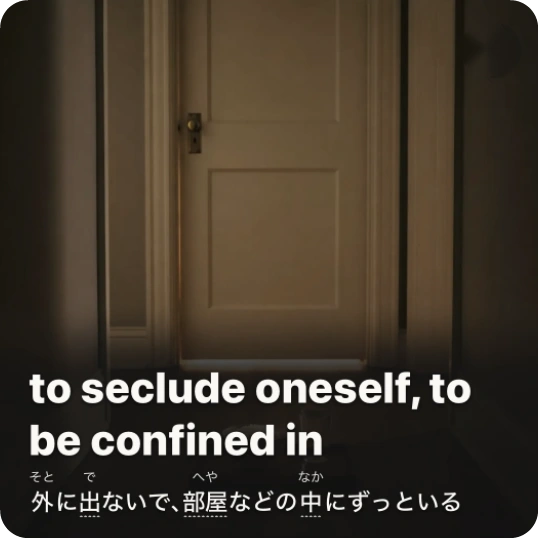 to seclude oneself, to
be confined in
そと で へや なか
外に出ないで、部屋などの中にずっといる